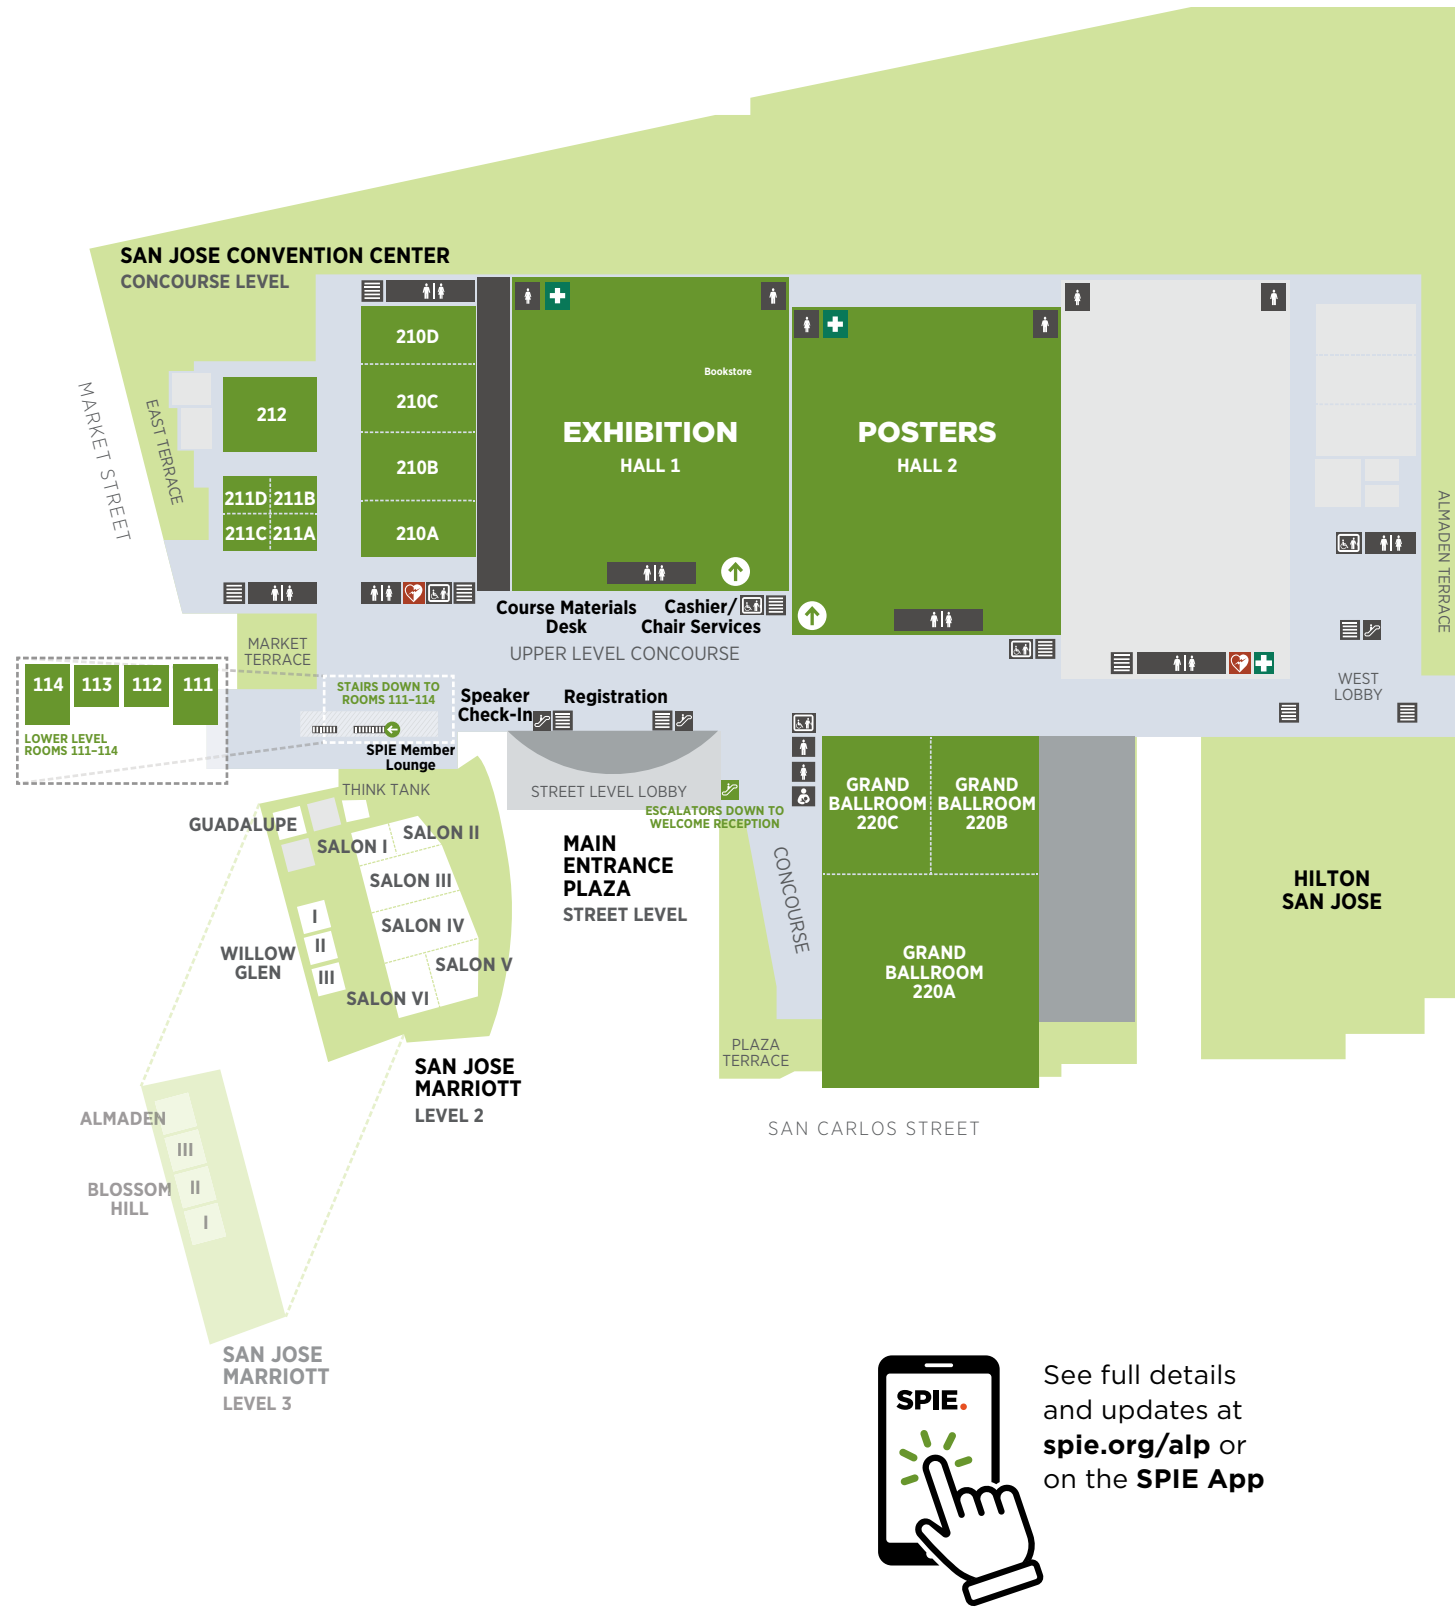 SAN JOSE CONVENTION CENTER
CONCOURSE LEVEL
MARKET STREET
EAST TERRACE
212
211D
211B
211C
211A
210D
210C
210B
210A
Bookstore
EXHIBITION
HALL 1
POSTERS
HALL 2
ALMADEN TERRACE
Course Materials
Desk
Cashier/
Chair Services
UPPER LEVEL CONCOURSE
MARKET
TERRACE
114
113
112
111
LOWER LEVEL
ROOMS 111–114
STAIRS DOWN TO
ROOMS 111–114
Speaker
Check-In
Registration
SPIE Member
Lounge
WEST
LOBBY
THINK TANK
STREET LEVEL LOBBY
ESCALATORS DOWN TO
WELCOME RECEPTION
GUADALUPE
SALON I
SALON II
SALON III
SALON IV
SALON V
SALON VI
I
II
III
WILLOW
GLEN
MAIN
ENTRANCE
PLAZA
STREET LEVEL
CONCOURSE
GRAND
BALLROOM
220C
GRAND
BALLROOM
220B
GRAND
BALLROOM
220A
HILTON
SAN JOSE
PLAZA
TERRACE
SAN JOSE
MARRIOTT
LEVEL 2
SAN CARLOS STREET
ALMADEN
III
II
I
BLOSSOM
HILL
SAN JOSE
MARRIOTT
LEVEL 3
SPIE.
See full details
and updates at
spie.org/alp or
on the SPIE App